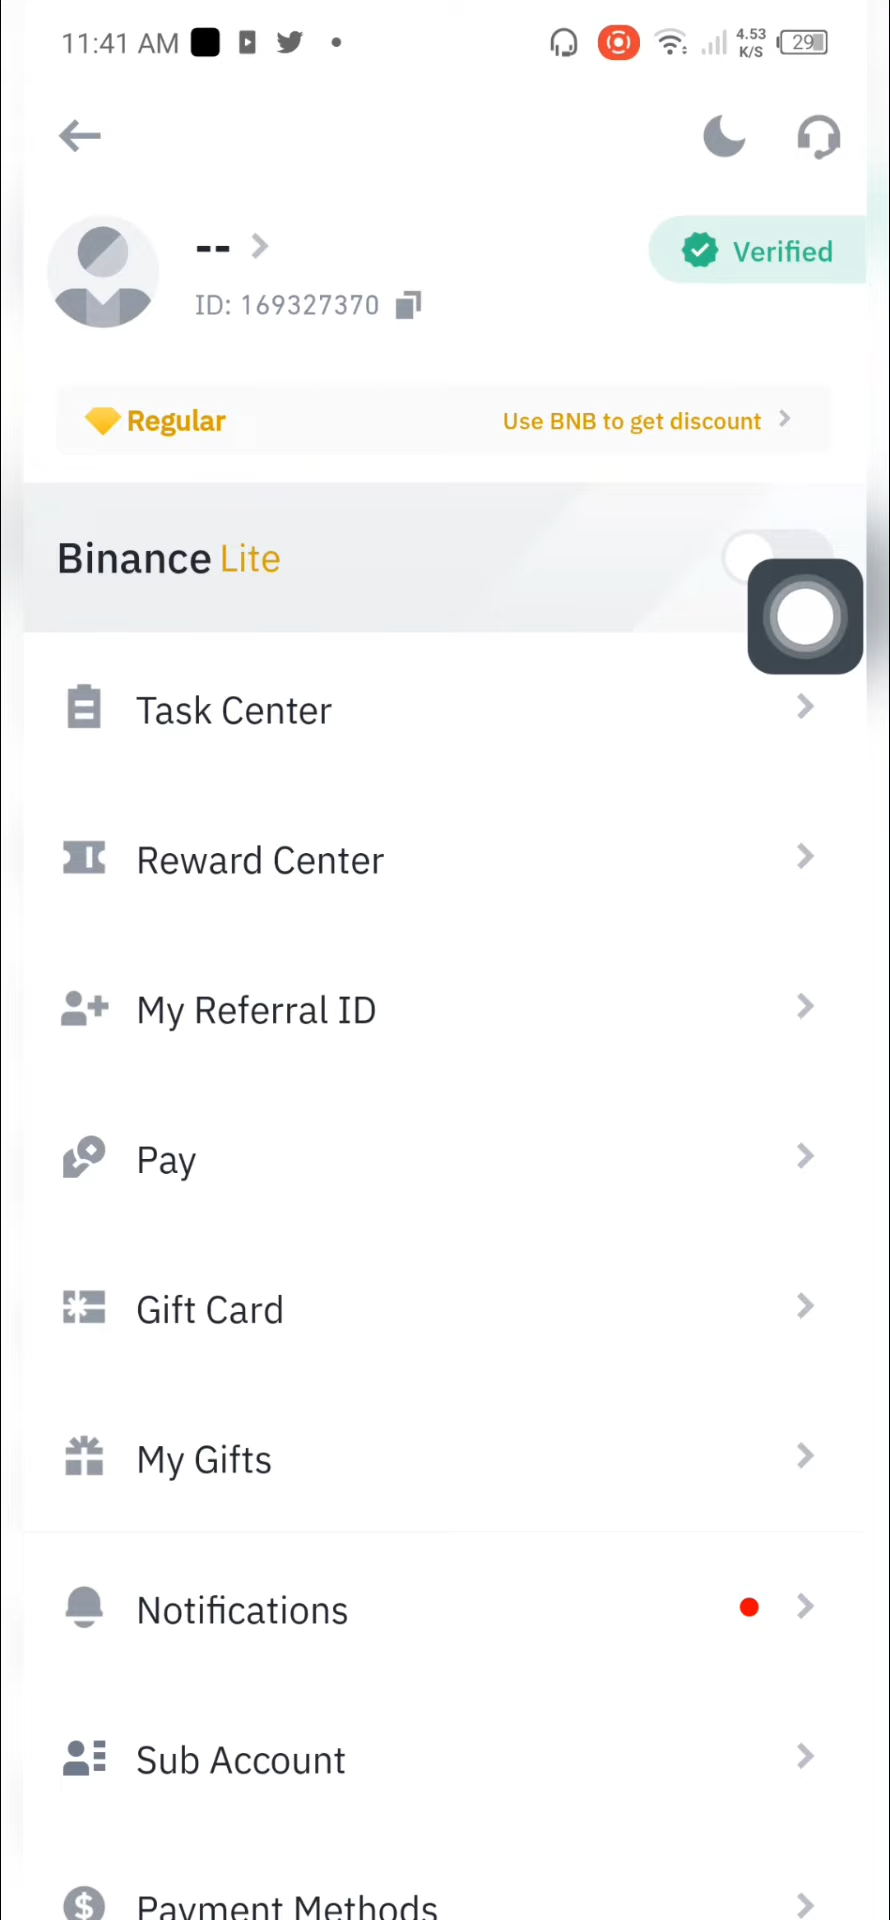 11:41 AM
4.53
K/S
29
--
Verified
ID: 169327370
Regular
Use BNB to get discount
Binance Lite
Task Center
Reward Center
My Referral ID
Pay
Gift Card
My Gifts
Notifications
Sub Account
Payment Methods